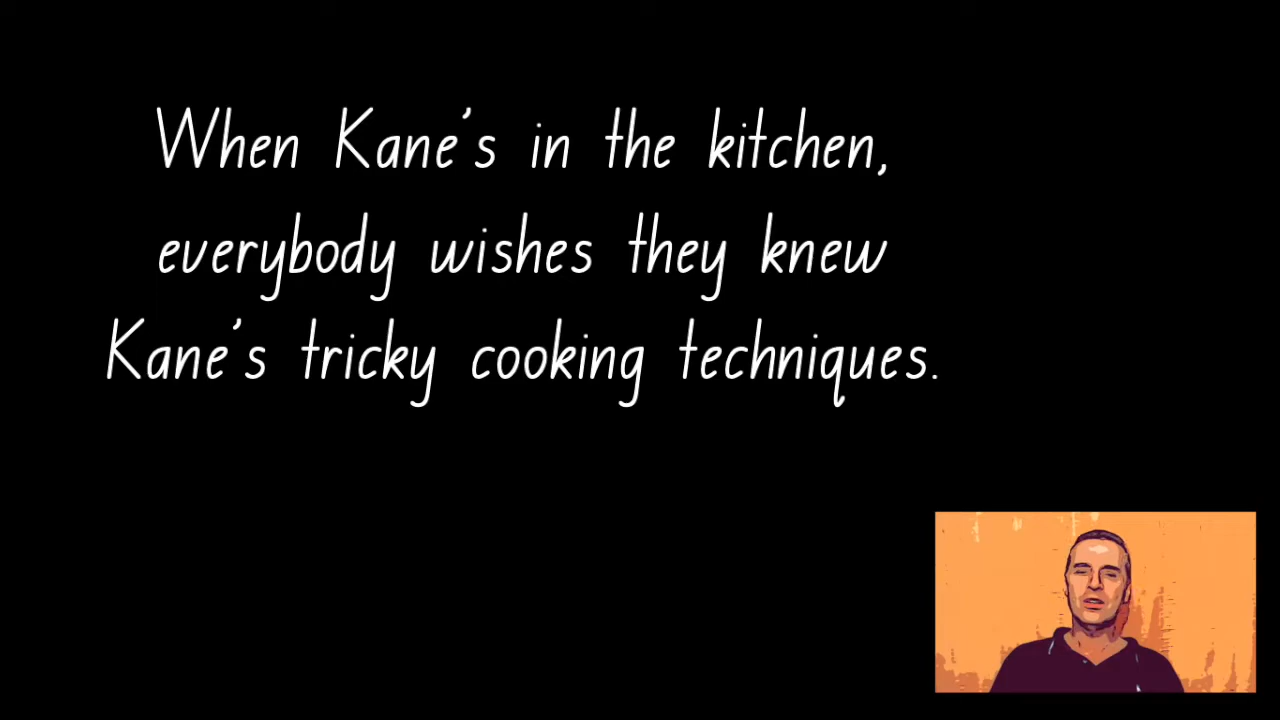 When Kane's in the kitchen,
everybody wishes they knew
Kane's tricky cooking techniques.